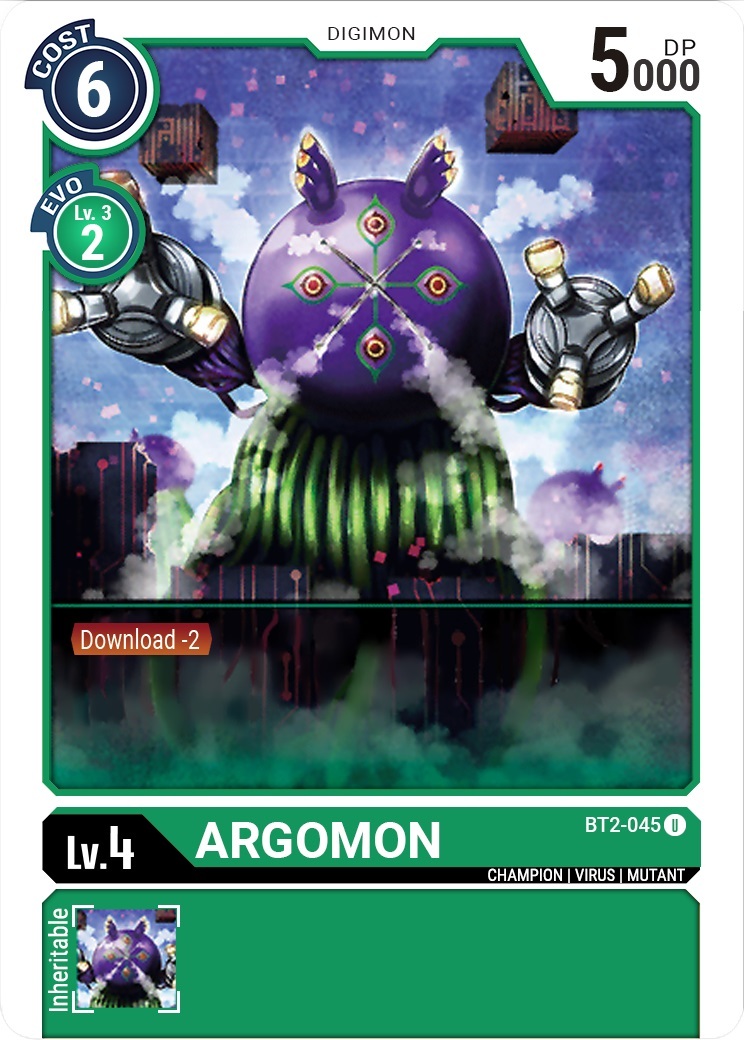 DIGIMON
COST
6
DP
5000
EVO
Lv. 3
2
Download -2
Lv.4
ARGOMON
BT2-045 U
CHAMPION | VIRUS | MUTANT
Inheritable